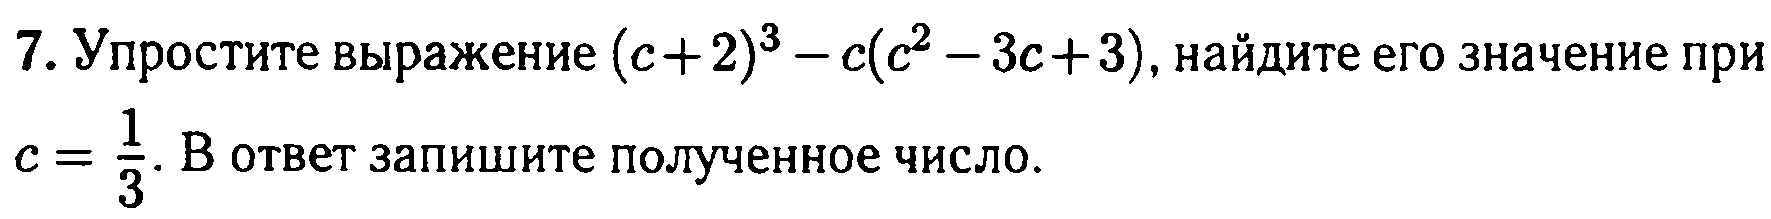 7. Упростите выражение (c+2)³ − c(c² − 3c+3), найдите его значение при
c = 1/3. В ответ запишите полученное число.